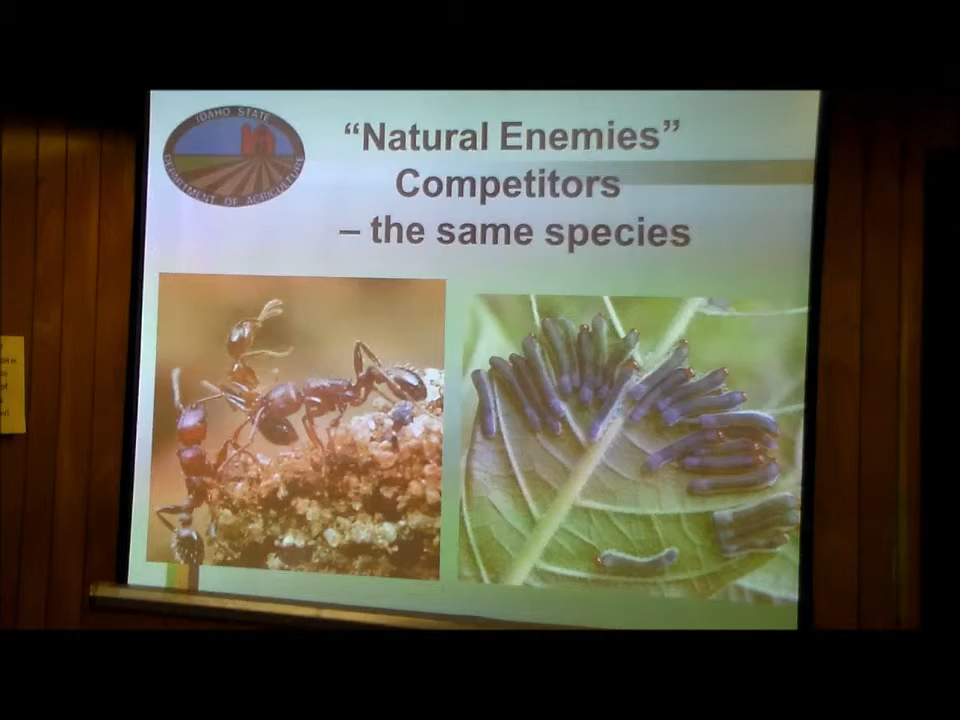 IDAHO STATE
DEPARTMENT OF AGRICULTURE
“Natural Enemies”
Competitors
– the same species